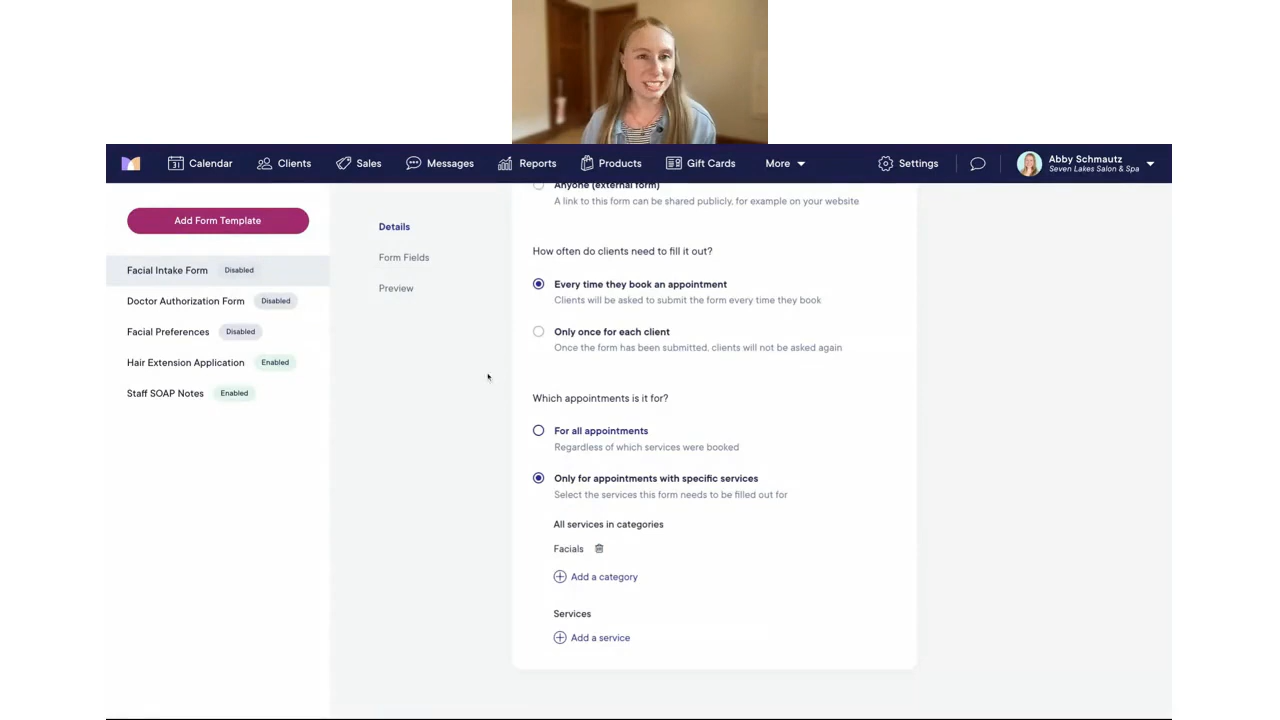 31 Calendar Clients Sales Messages Reports Products Gift Cards More Settings Abby Schmautz
Seven Lakes Salon & Spa
Add Form Template
Facial Intake Form Disabled
Doctor Authorization Form Disabled
Facial Preferences Disabled
Hair Extension Application Enabled
Staff SOAP Notes Enabled
Details
Form Fields
Preview
Anyone (external form)
A link to this form can be shared publicly, for example on your website
How often do clients need to fill it out?
Every time they book an appointment
Clients will be asked to submit the form every time they book
Only once for each client
Once the form has been submitted, clients will not be asked again
Which appointments is it for?
For all appointments
Regardless of which services were booked
Only for appointments with specific services
Select the services this form needs to be filled out for
All services in categories
Facials
Add a category
Services
Add a service